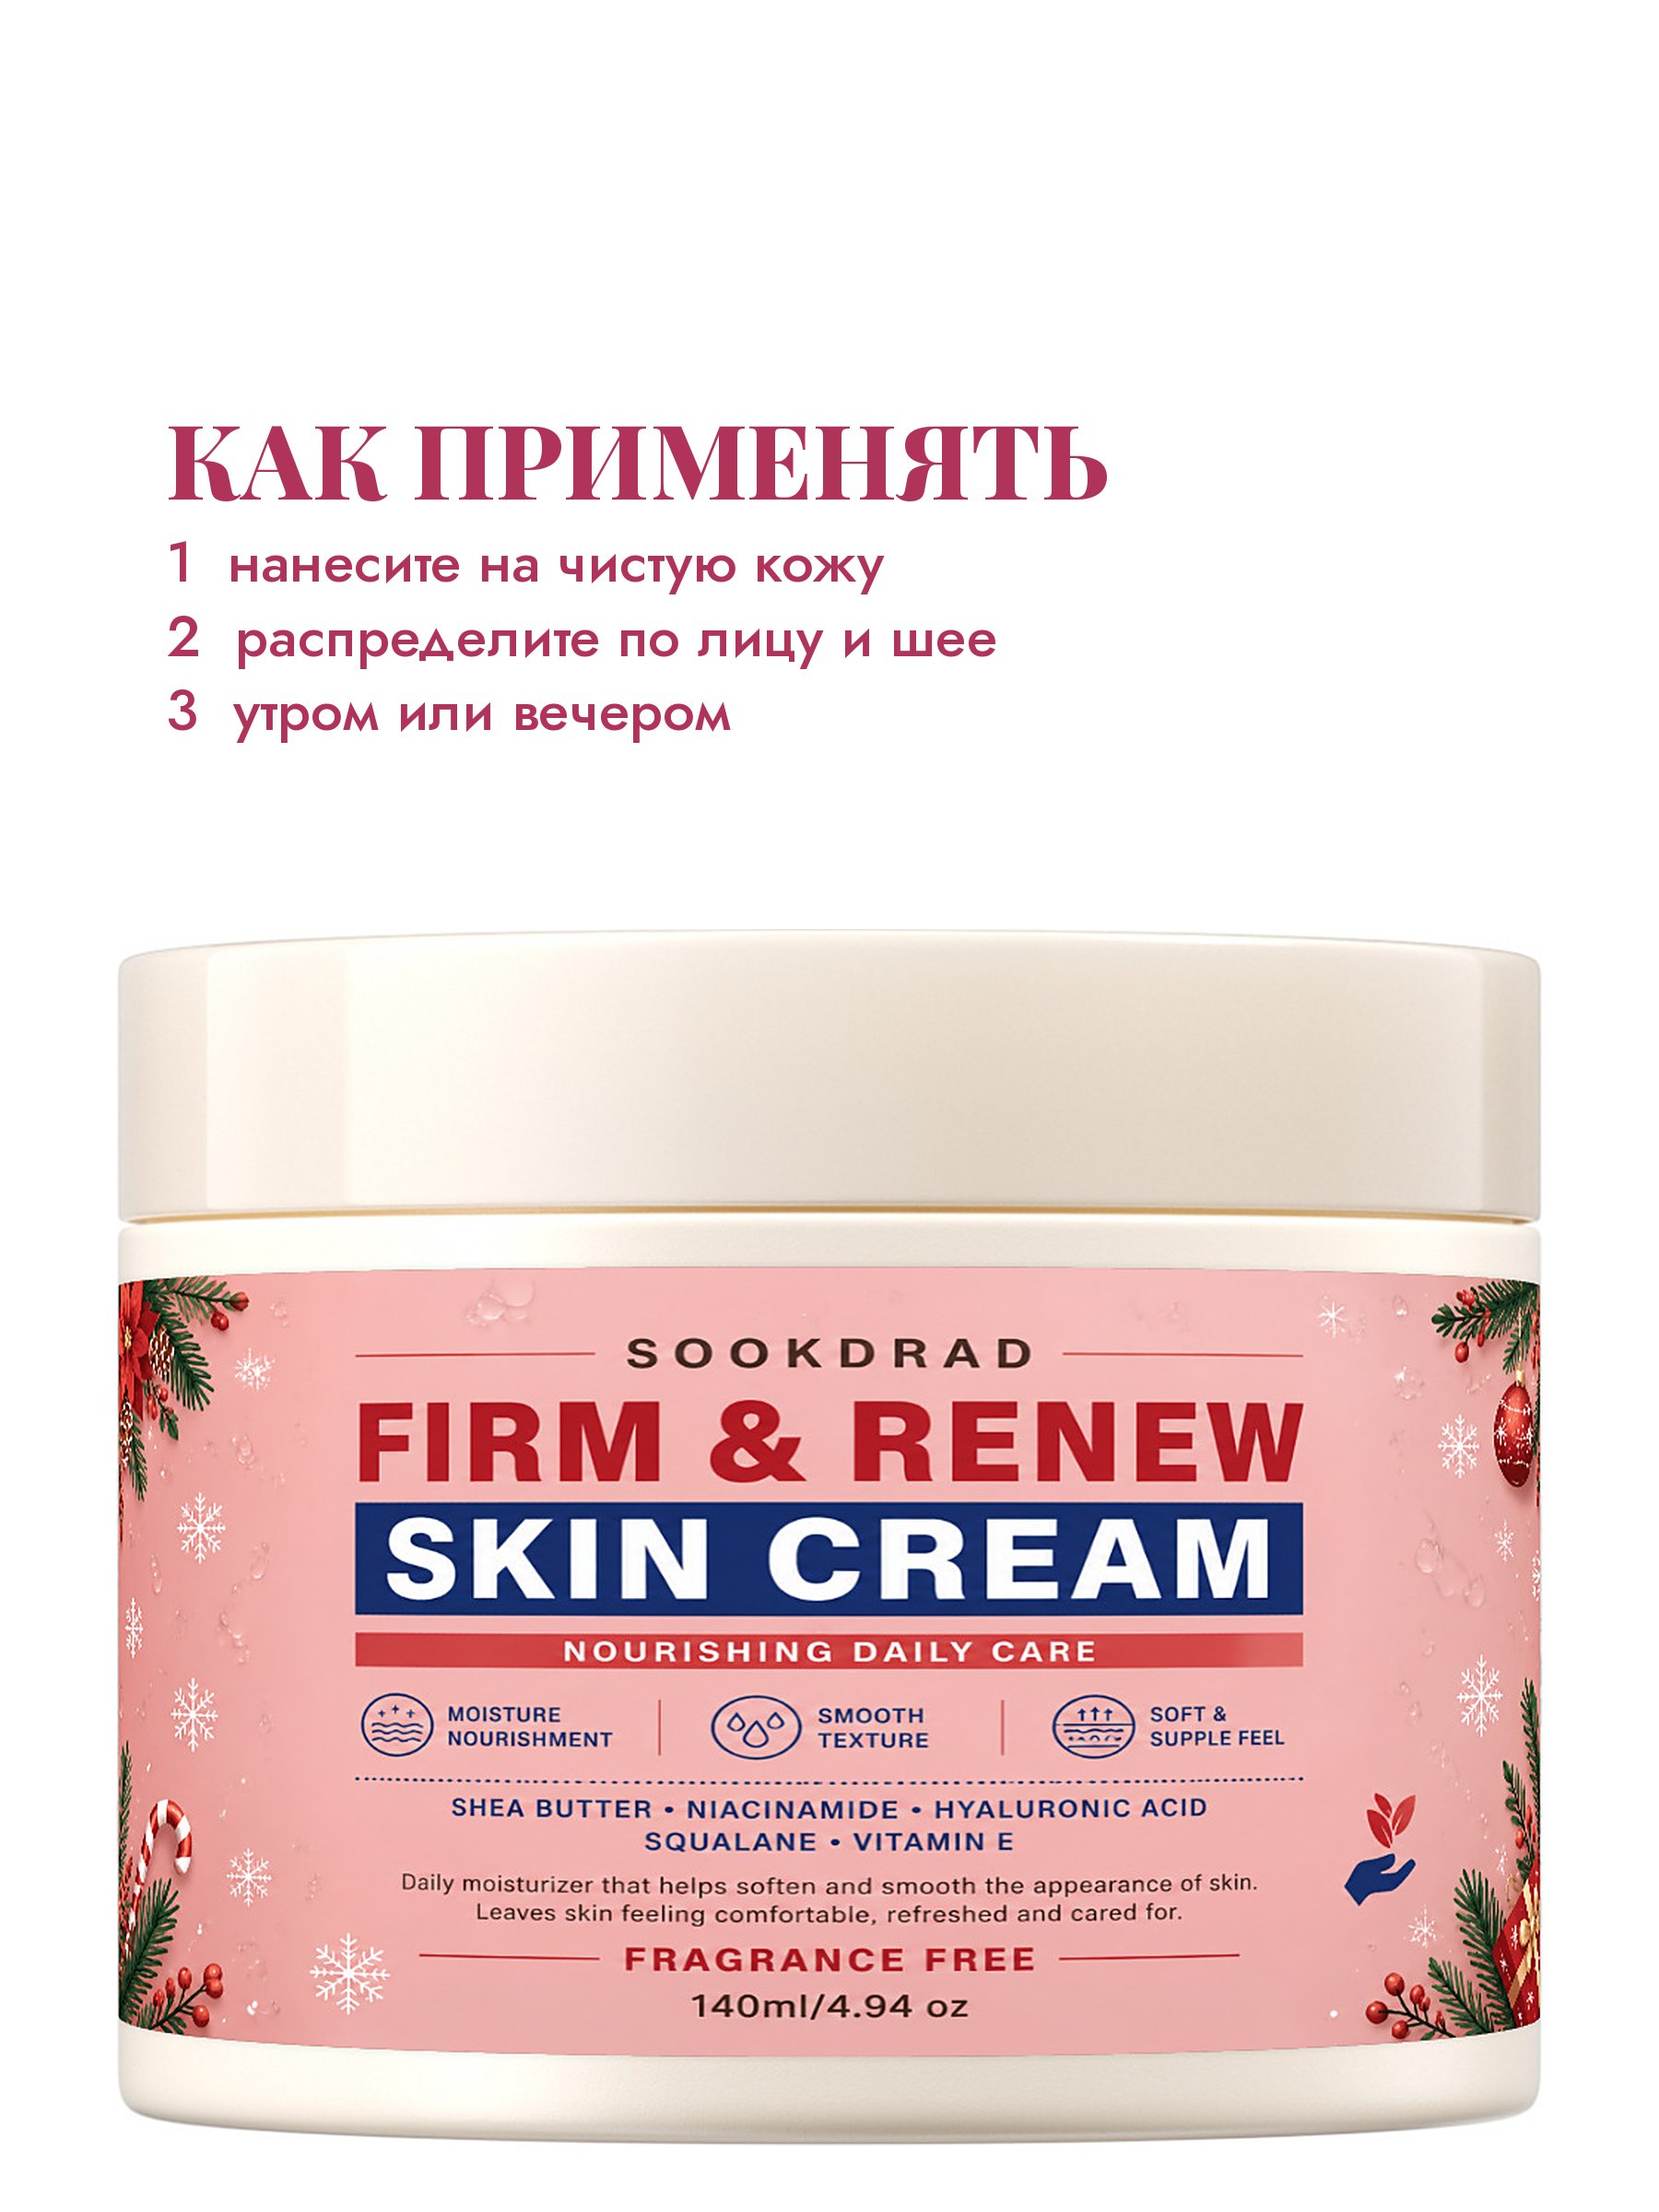 КАК ПРИМЕНЯТЬ
1 нанесите на чистую кожу
2 распределите по лицу и шее
3 утром или вечером
SOOKDRAD
FIRM & RENEW
SKIN CREAM
NOURISHING DAILY CARE
MOISTURE
NOURISHMENT
SMOOTH
TEXTURE
SOFT &
SUPPLE FEEL
SHEA BUTTER • NIACINAMIDE • HYALURONIC ACID
SQUALANE • VITAMIN E
Daily moisturizer that helps soften and smooth the appearance of skin.
Leaves skin feeling comfortable, refreshed and cared for.
FRAGRANCE FREE
140ml/4.94 oz